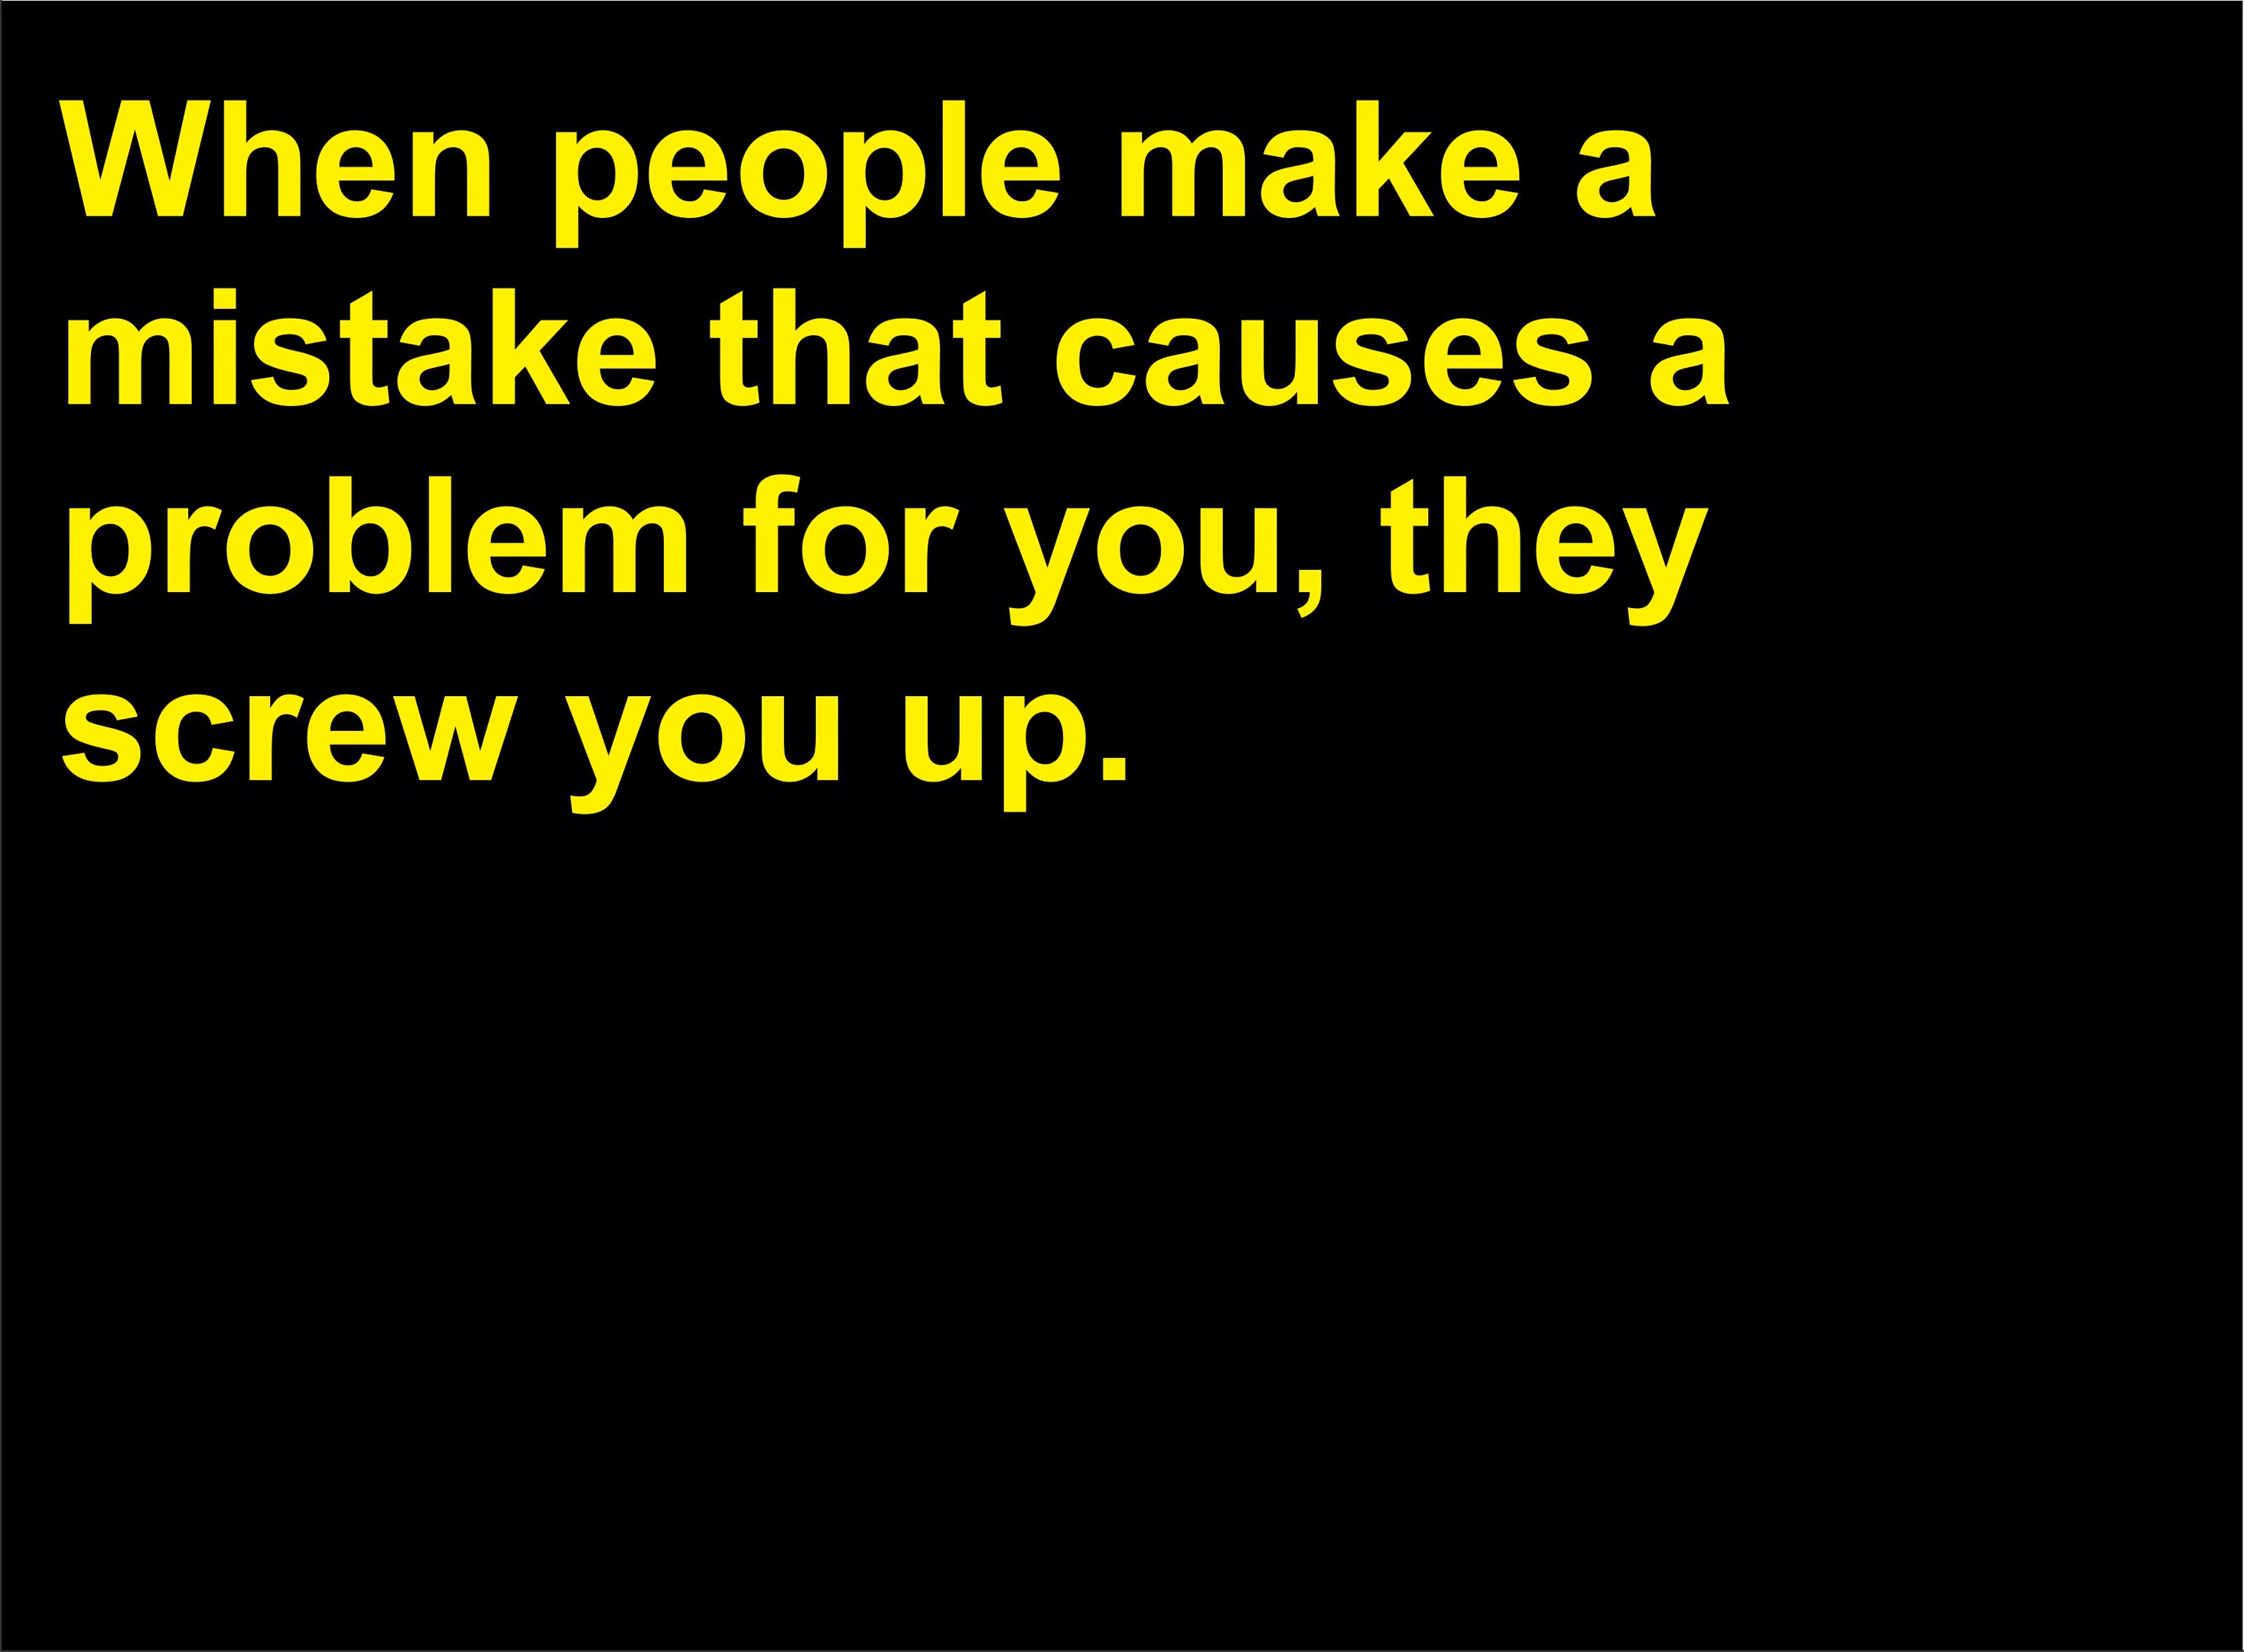 When people make a
mistake that causes a
problem for you, they
screw you up.